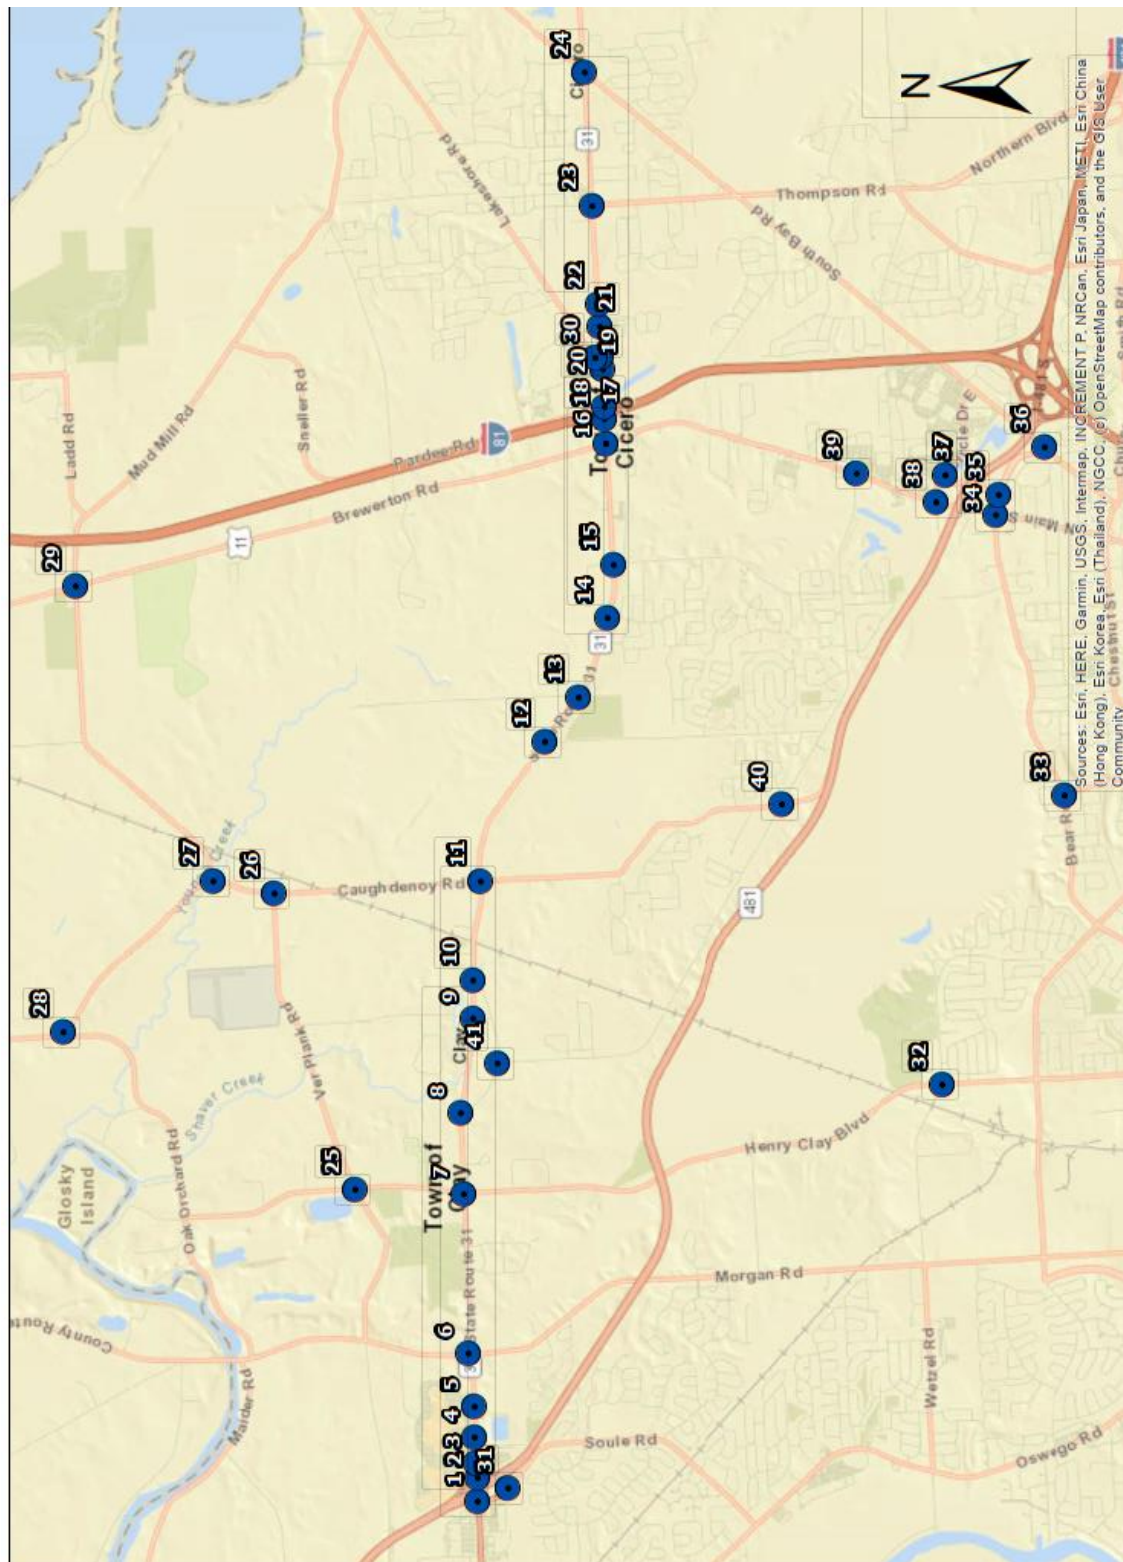 County Route
Maider Rd
Oak Orchard Rd
Glosky
Island
Shaver Creek
Ver Plank Rd
28
27
26
25
Caughdenoy Rd
29
Ladd Rd
Mud Mill Rd
Sneller Rd
Brewerton Rd
Pardee Rd
11
81
Lakeshore Rd
1
2
3
4
5
6
31
State Route 31
7
Town of
Clay
8
41
Clay
9
10
11
12
13
31
14
15
16
17
18
19
20
30
21
22
23
31
24
Cicero
Thompson Rd
South Bay Rd
Northern Blvd
Soule Rd
Morgan Rd
Henry Clay Blvd
481
40
39
38
37
34
35
36
32
33
Wetzel Rd
Oswego Rd
Bear R
N Main S
I-481 S
Chestnut St
Smith Rd
N
Sources: Esri, HERE, Garmin, USGS, Intermap, INCREMENT P, NRCan, Esri Japan, METI, Esri China
(Hong Kong), Esri Korea, Esri (Thailand), NGCC, (c) OpenStreetMap contributors, and the GIS User
Community